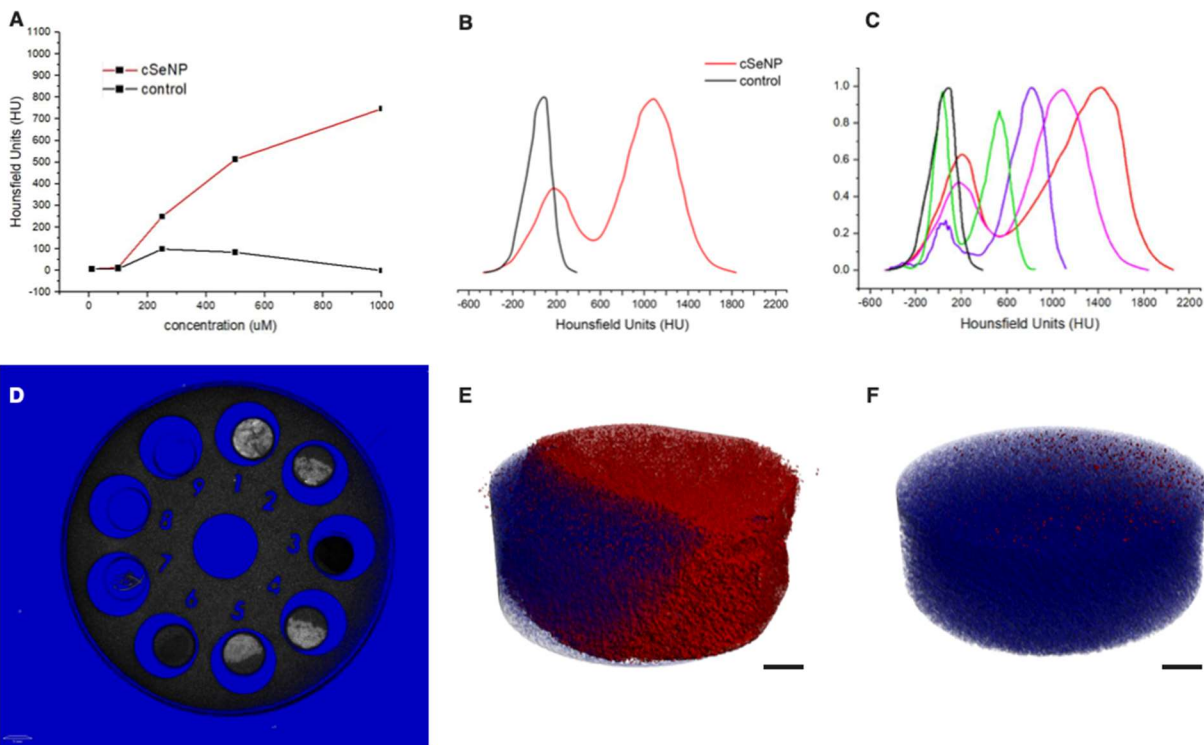 A
1100
1000
900
800
700
600
500
400
300
200
100
0
-100
Hounsfield Units (HU)
cSeNP
control
0 200 400 600 800 1000
concentration (uM)
B
cSeNP
control
-600 -200 200 600 1000 1400 1800 2200
Hounsfield Units (HU)
C
1.0
0.8
0.6
0.4
0.2
0.0
-600 -200 200 600 1000 1400 1800 2200
Hounsfield Units (HU)
D
9 1
8 2
7 3
6 5 4
E
F